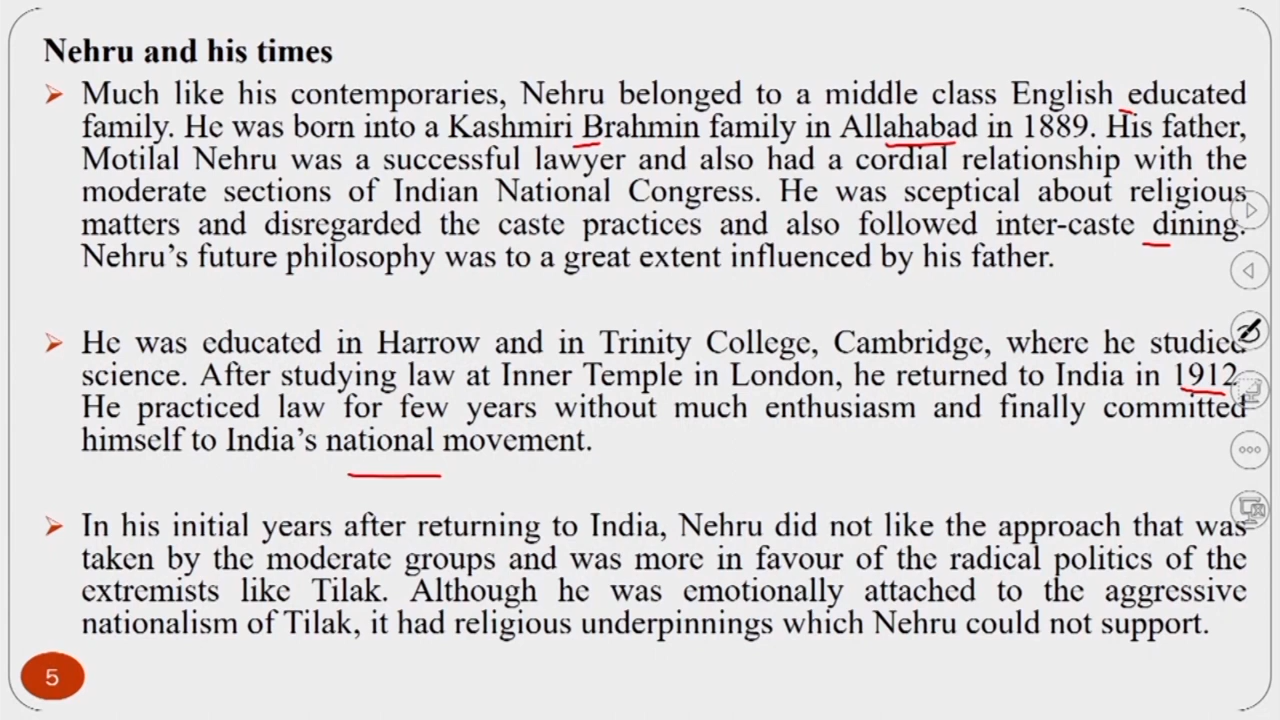 Nehru and his times
Much like his contemporaries, Nehru belonged to a middle class English educated
family. He was born into a Kashmiri Brahmin family in Allahabad in 1889. His father,
Motilal Nehru was a successful lawyer and also had a cordial relationship with the
moderate sections of Indian National Congress. He was sceptical about religious
matters and disregarded the caste practices and also followed inter-caste dining.
Nehru's future philosophy was to a great extent influenced by his father.
He was educated in Harrow and in Trinity College, Cambridge, where he studied
science. After studying law at Inner Temple in London, he returned to India in 1912
He practiced law for few years without much enthusiasm and finally committed
himself to India's national movement.
In his initial years after returning to India, Nehru did not like the approach that was
taken by the moderate groups and was more in favour of the radical politics of the
extremists like Tilak. Although he was emotionally attached to the aggressive
nationalism of Tilak, it had religious underpinnings which Nehru could not support.
5